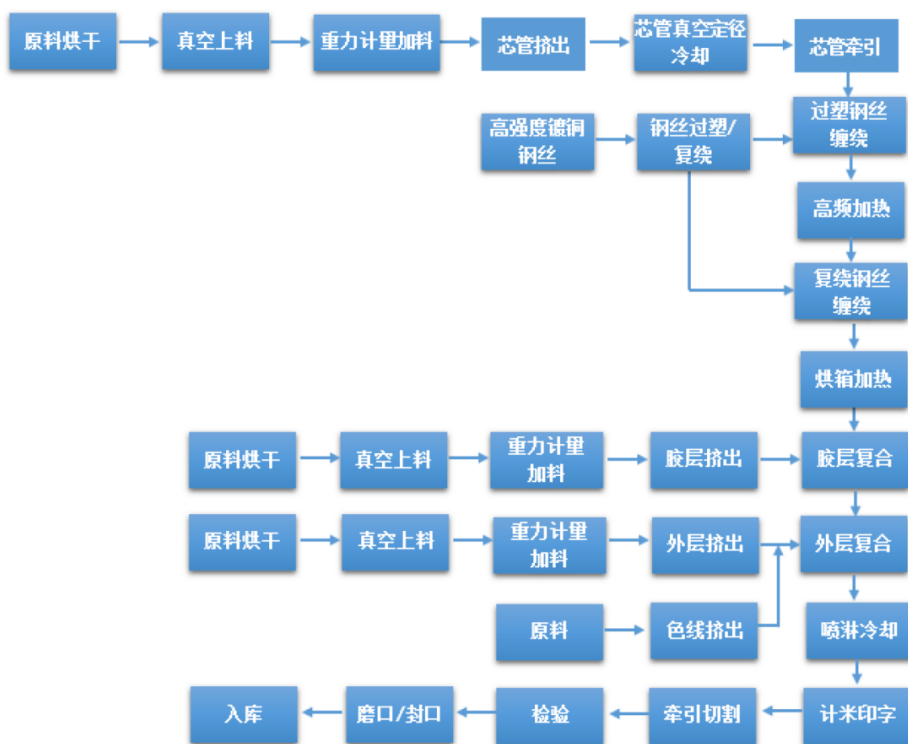 原料烘干
真空上料
重力计量加料
芯管挤出
芯管真空定径
冷却
芯管牵引
高强度镀铜
钢丝
钢丝过塑/
复绕
过塑钢丝
缠绕
高频加热
复绕钢丝
缠绕
烘箱加热
原料烘干
真空上料
重力计量
加料
胶层挤出
胶层复合
原料烘干
真空上料
重力计量
加料
外层挤出
外层复合
原料
色线挤出
喷淋冷却
入库
磨口/封口
检验
牵引切割
计米印字